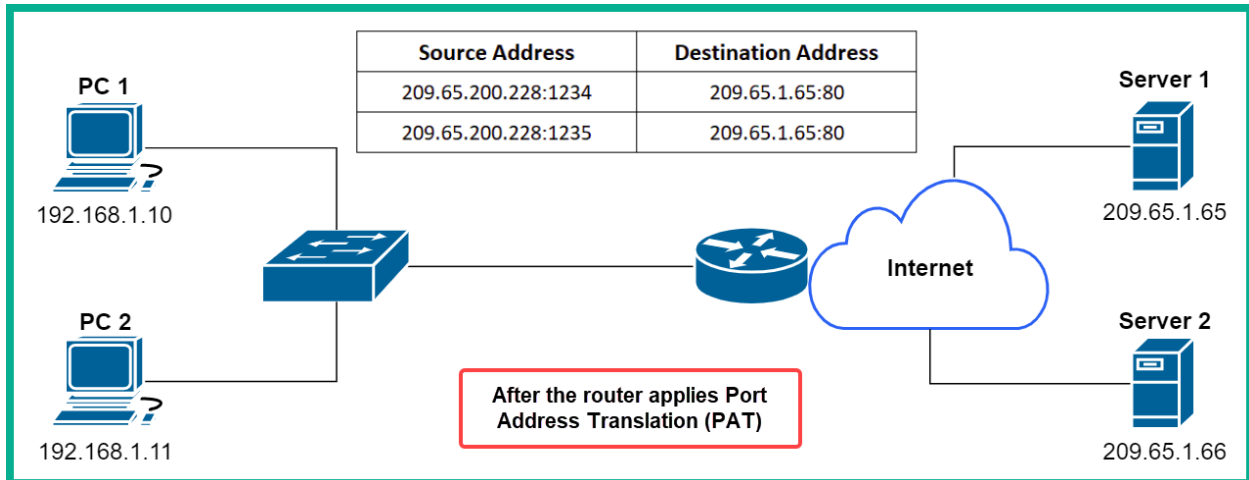 Source Address Destination Address
209.65.200.228:1234 209.65.1.65:80
209.65.200.228:1235 209.65.1.65:80
PC 1
192.168.1.10
Server 1
209.65.1.65
Internet
PC 2
192.168.1.11
After the router applies Port
Address Translation (PAT)
Server 2
209.65.1.66